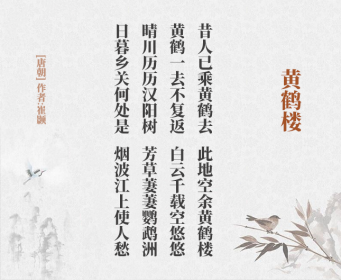 黄鹤楼
昔人已乘黄鹤去 此地空余黄鹤楼
黄鹤一去不复返 白云千载空悠悠
晴川历历汉阳树 芳草萋萋鹦鹉洲
日暮乡关何处是 烟波江上使人愁
[唐朝] 作者:崔颢